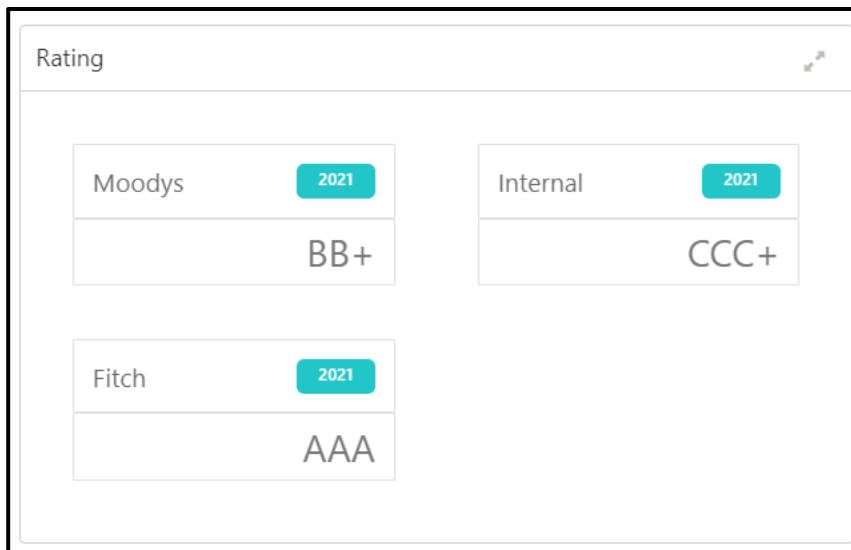 Rating
Moodys 2021
BB+
Internal 2021
CCC+
Fitch 2021
AAA